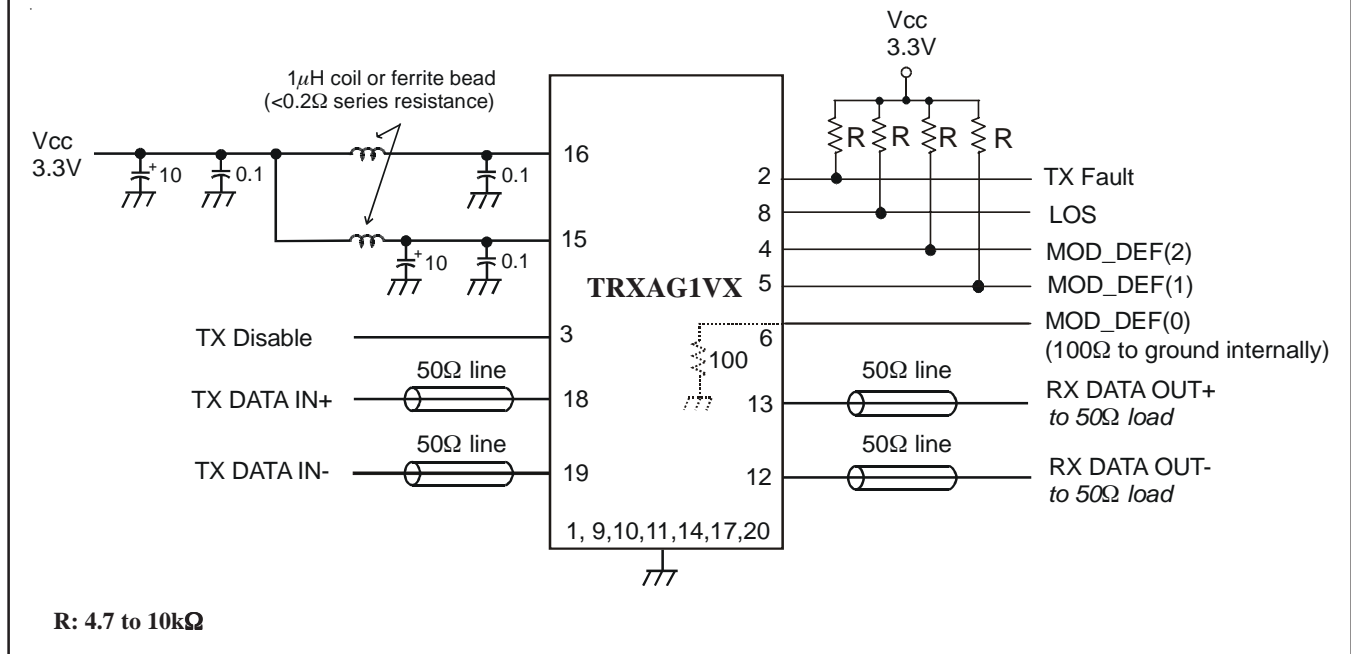 Vcc
3.3V
1μH coil or ferrite bead
(<0.2Ω series resistance)
Vcc
3.3V
+
10
0.1
16
0.1
15
+
10
0.1
R
R
R
R
2
TX Fault
8
LOS
4
MOD_DEF(2)
5
MOD_DEF(1)
TRXAG1VX
6
MOD_DEF(0)
(100Ω to ground internally)
100
TX Disable
3
50Ω line
TX DATA IN+
18
50Ω line
TX DATA IN-
19
50Ω line
13
RX DATA OUT+
to 50Ω load
50Ω line
12
RX DATA OUT-
to 50Ω load
1, 9,10,11,14,17,20
R: 4.7 to 10kΩ